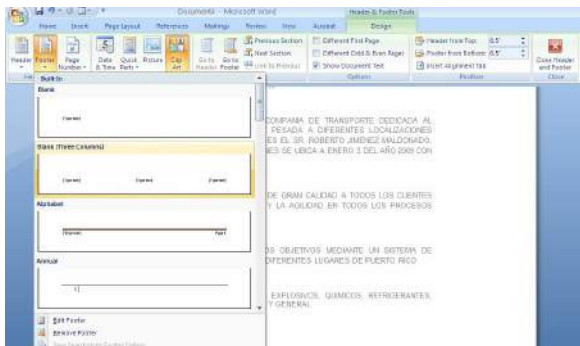 Document4 - Microsoft Word
Header & Footer Tools
Home Insert Page Layout References Mailings Review View Acrobat Design
Header Footer Page Number
Date & Time Quick Parts Picture Clip Art
Go to Header Go to Footer
Previous Section
Next Section
Link to Previous
Different First Page
Different Odd & Even Pages
Show Document Text
Options
Header from Top: 0.5"
Footer from Bottom: 0.5"
Insert Alignment Tab
Position
Close Header and Footer
Close
Built-In
Blank
[Type text]
Blank (Three Columns)
[Type text] [Type text] [Type text]
Alphabet
[Type text] Page 1
Annual
1
Edit Footer
Remove Footer
COMPANIA DE TRANSPORTE DEDICADA AL
PESADA A DIFERENTES LOCALIZACIONES
ES EL SR. ROBERTO JIMENEZ MALDONADO.
NES SE UBICA A ENERO 3 DEL AÑO 2009 CON
DE GRAN CALIDAD A TODOS LOS CLIENTES
Y LA AGILIDAD EN TODOS LOS PROCESOS
OS OBJETIVOS MEDIANTE UN SISTEMA DE
DIFERENTES LUGARES DE PUERTO RICO
EXPLOSIVOS, QUIMICOS, REFRIGERANTES,
Y GENERAL